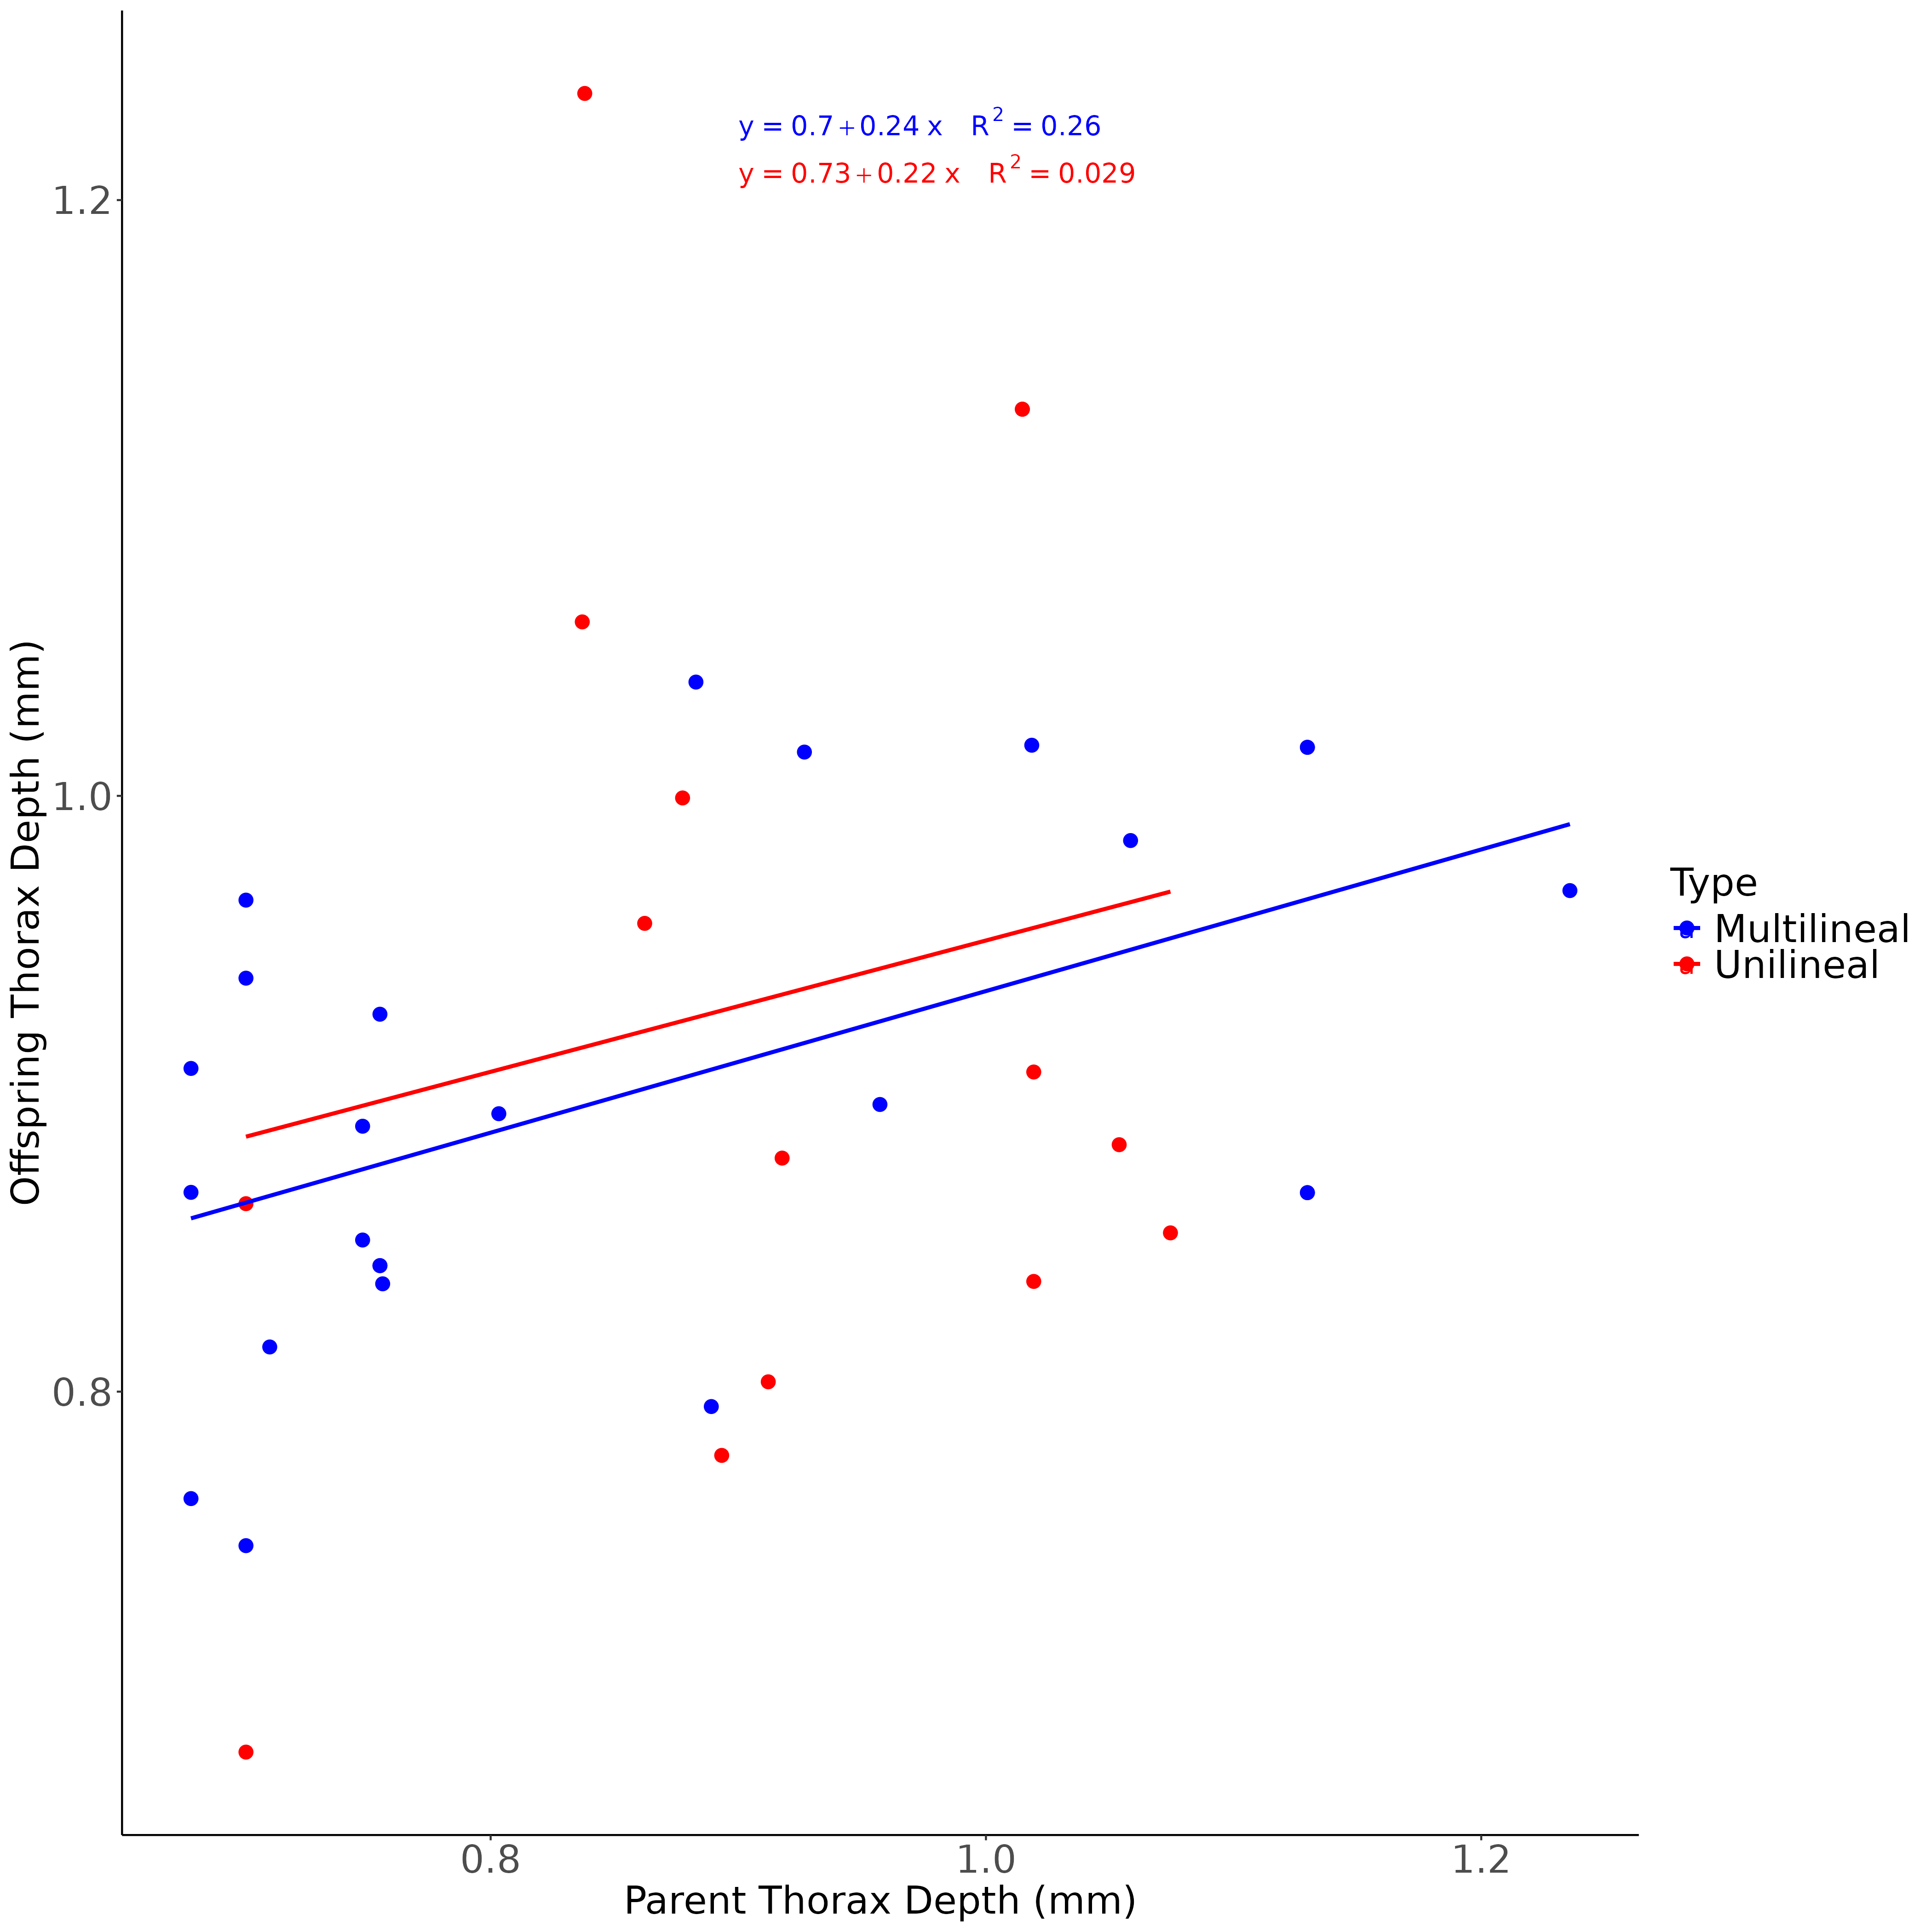 y = 0.7+0.24 x R² = 0.26
y = 0.73+0.22 x R² = 0.029
1.2
1.0
0.8
Offspring Thorax Depth (mm)
Type
Multilineal
Unilineal
0.8 1.0 1.2
Parent Thorax Depth (mm)